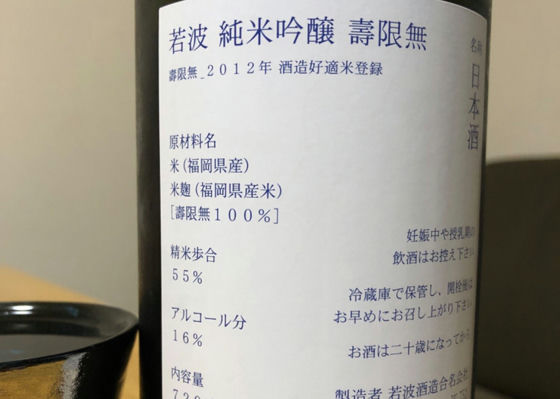 若波 純米吟醸 壽限無
壽限無_２０１２年 酒造好適米登録
名称 日本酒
原材料名
米(福岡県産)
米麹(福岡県産米)
[壽限無１００％]
精米歩合
５５％
アルコール分
１６％
内容量
妊娠中や授乳期の
飲酒はお控え下さい
冷蔵庫で保管し、開栓後は
お早めにお召し上がり下さい
お酒は二十歳になってから
製造者 若波酒造合名会社